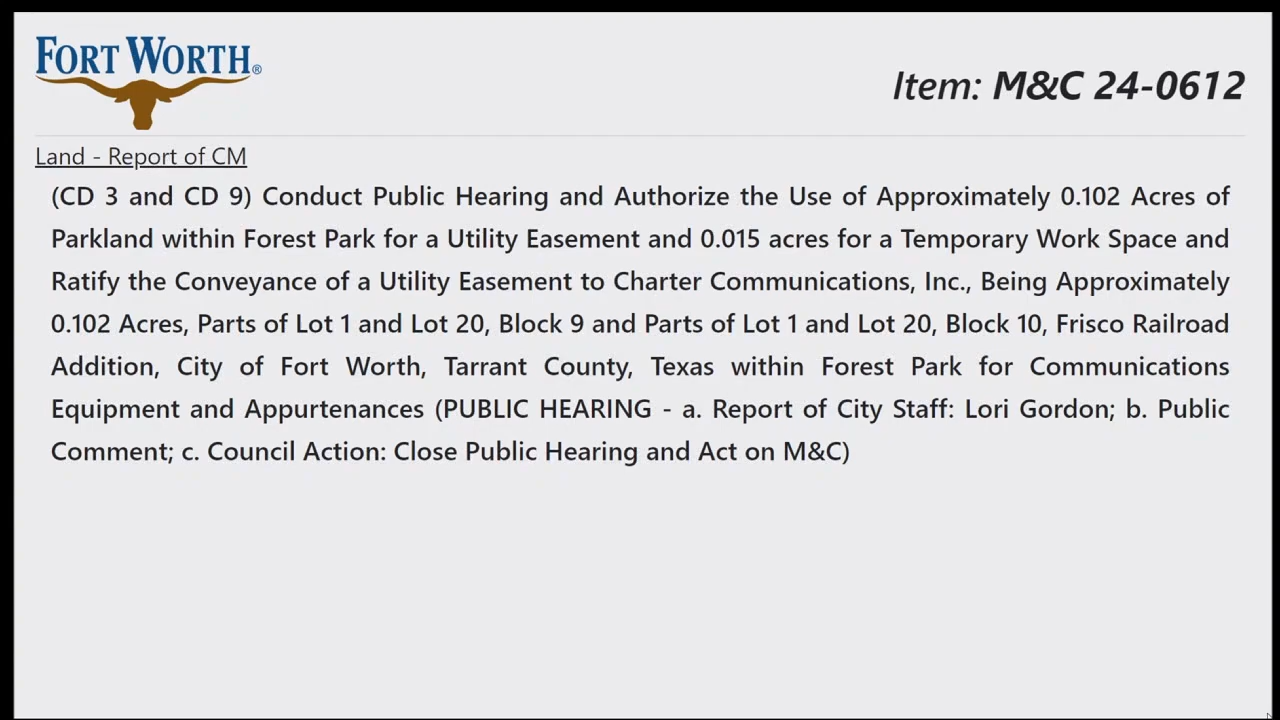 FORT WORTH®
Item: M&C 24-0612
Land - Report of CM
(CD 3 and CD 9) Conduct Public Hearing and Authorize the Use of Approximately 0.102 Acres of
Parkland within Forest Park for a Utility Easement and 0.015 acres for a Temporary Work Space and
Ratify the Conveyance of a Utility Easement to Charter Communications, Inc., Being Approximately
0.102 Acres, Parts of Lot 1 and Lot 20, Block 9 and Parts of Lot 1 and Lot 20, Block 10, Frisco Railroad
Addition, City of Fort Worth, Tarrant County, Texas within Forest Park for Communications
Equipment and Appurtenances (PUBLIC HEARING - a. Report of City Staff: Lori Gordon; b. Public
Comment; c. Council Action: Close Public Hearing and Act on M&C)